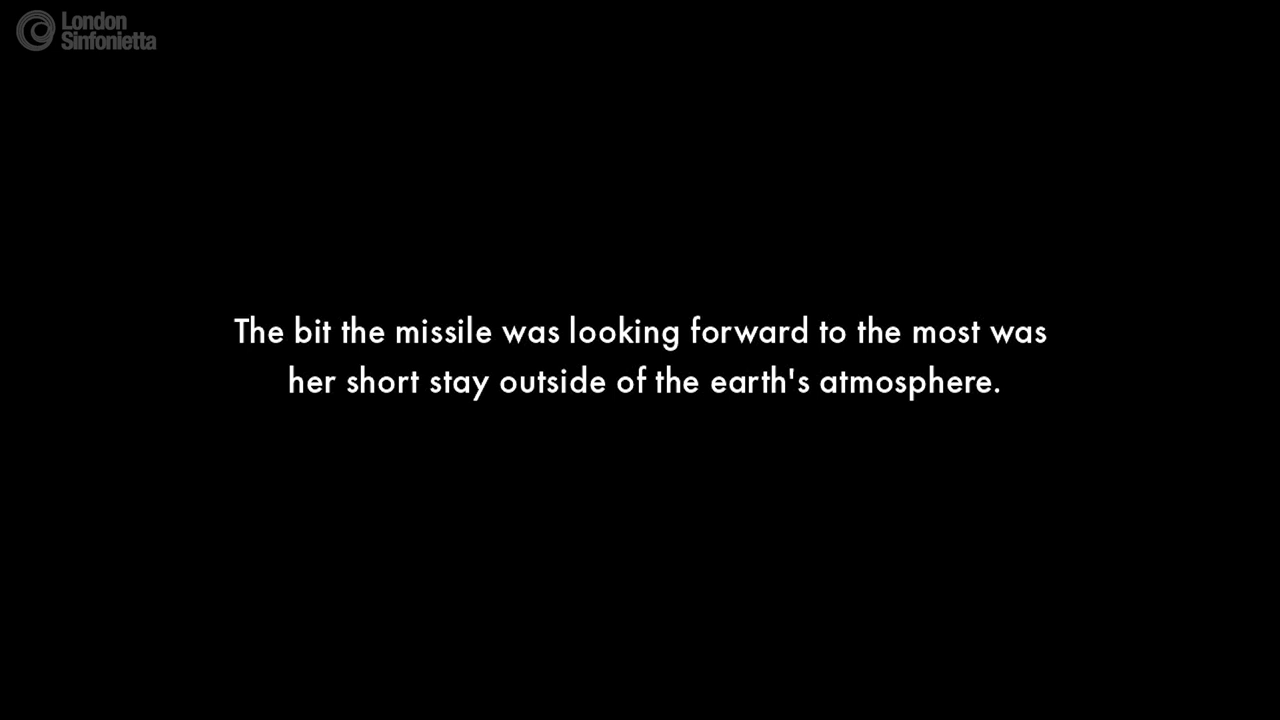 London
Sinfonietta
The bit the missile was looking forward to the most was
her short stay outside of the earth's atmosphere.